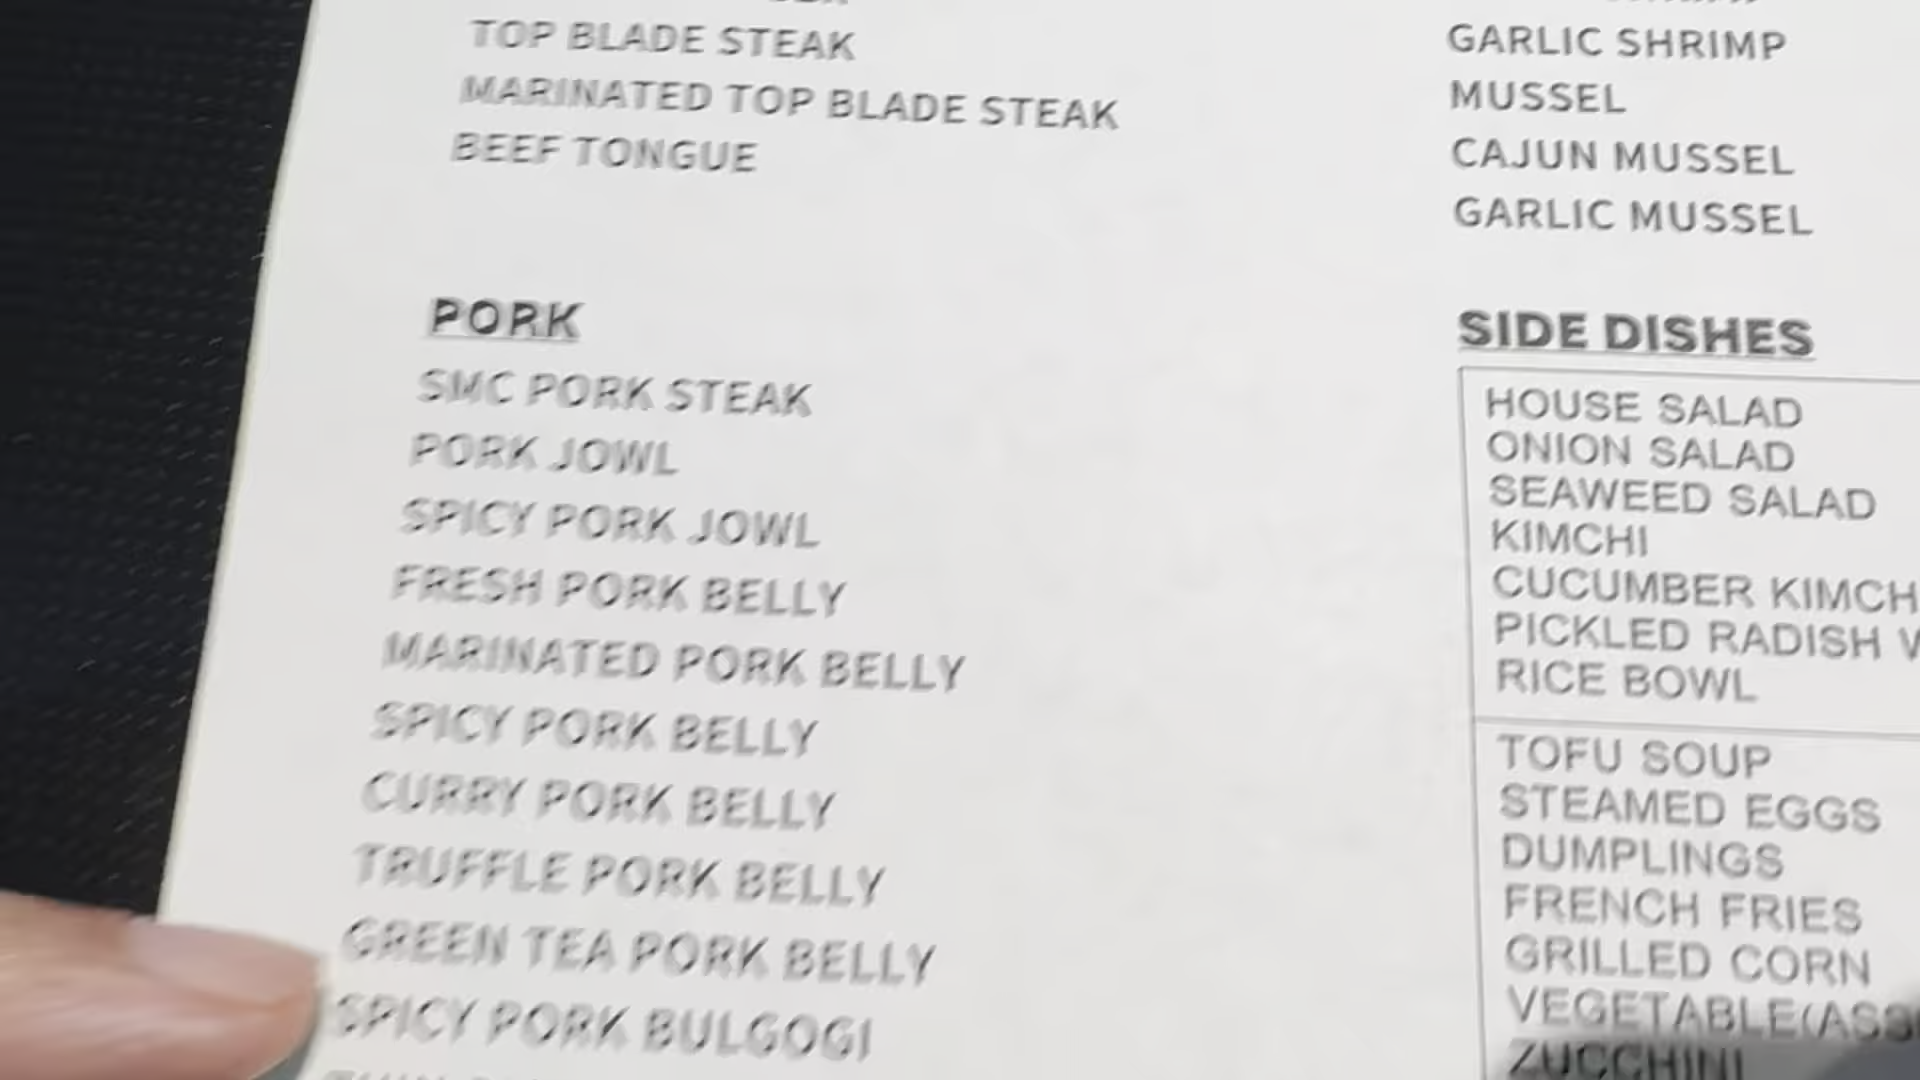 TOP BLADE STEAK
MARINATED TOP BLADE STEAK
BEEF TONGUE
PORK
SMC PORK STEAK
PORK JOWL
SPICY PORK JOWL
FRESH PORK BELLY
MARINATED PORK BELLY
SPICY PORK BELLY
CURRY PORK BELLY
TRUFFLE PORK BELLY
GREEN TEA PORK BELLY
SPICY PORK BULGOGI
GARLIC SHRIMP
MUSSEL
CAJUN MUSSEL
GARLIC MUSSEL
SIDE DISHES
HOUSE SALAD
ONION SALAD
SEAWEED SALAD
KIMCHI
CUCUMBER KIMCH
PICKLED RADISH W
RICE BOWL
TOFU SOUP
STEAMED EGGS
DUMPLINGS
FRENCH FRIES
GRILLED CORN
VEGETABLE(ASS
ZUCCHINI